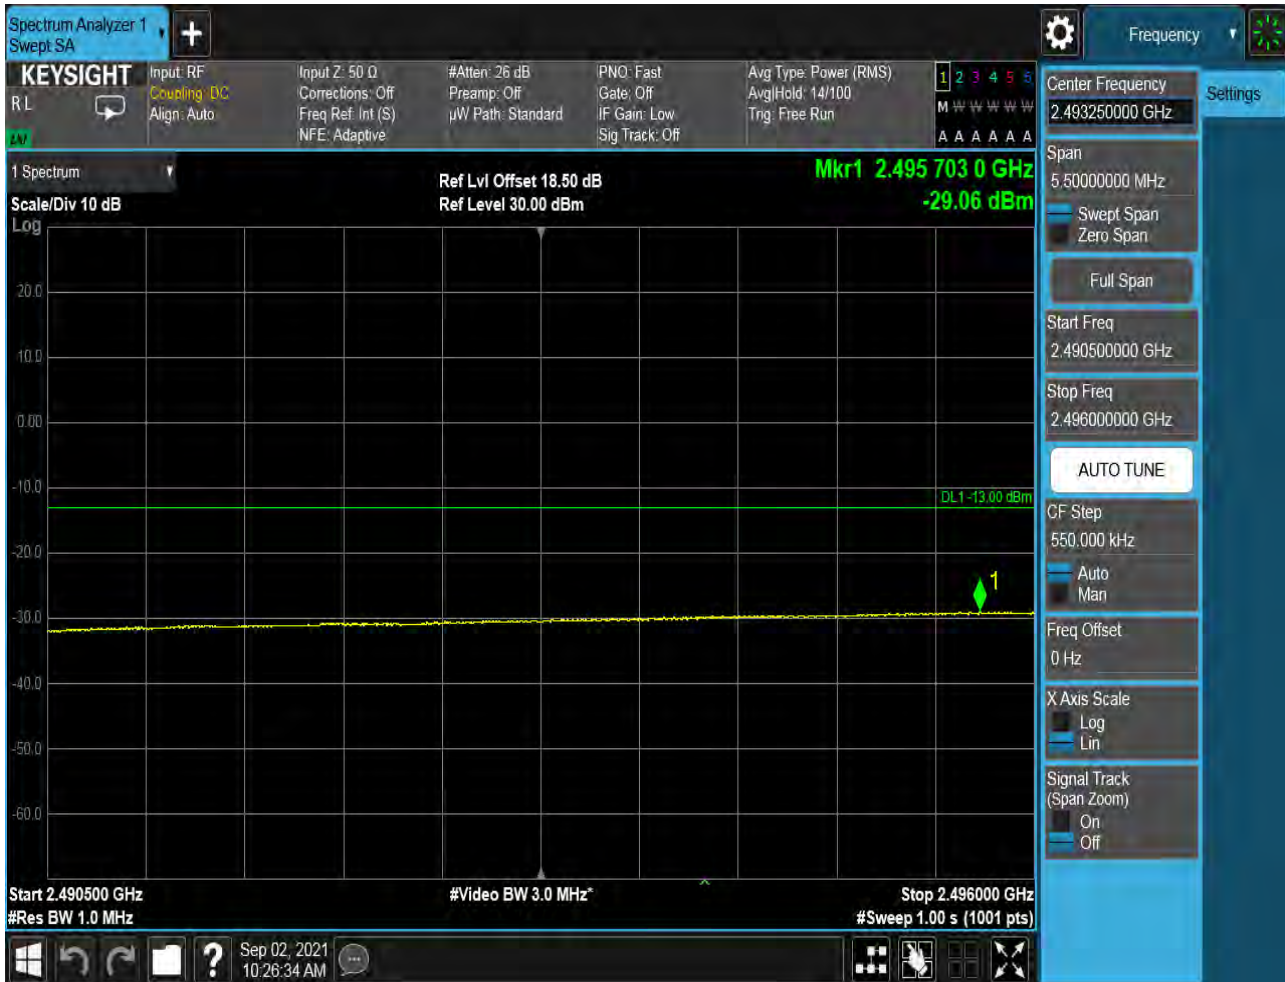 Spectrum Analyzer 1
Swept SA
+
Frequency
KEYSIGHT
R L
LNI
Input: RF
Coupling: DC
Align: Auto
Input Z: 50 Ω
Corrections: Off
Freq Ref: Int (S)
NFE: Adaptive
#Atten: 26 dB
Preamp: Off
µW Path: Standard
PNO: Fast
Gate: Off
IF Gain: Low
Sig Track: Off
Avg Type: Power (RMS)
Avg|Hold: 14/100
Trig: Free Run
1 2 3 4 5 6
M W W W W W
A A A A A A
1 Spectrum
Scale/Div 10 dB
Log
Ref Lvl Offset 18.50 dB
Ref Level 30.00 dBm
Mkr1 2.495 703 0 GHz
-29.06 dBm
20.0
10.0
0.00
-10.0
DL1 -13.00 dBm
-20.0
1
-30.0
-40.0
-50.0
-60.0
Start 2.490500 GHz
#Res BW 1.0 MHz
#Video BW 3.0 MHz*
Stop 2.496000 GHz
#Sweep 1.00 s (1001 pts)
?
Sep 02, 2021
10:26:34 AM
Center Frequency
2.493250000 GHz
Settings
Span
5.50000000 MHz
Swept Span
Zero Span
Full Span
Start Freq
2.490500000 GHz
Stop Freq
2.496000000 GHz
AUTO TUNE
CF Step
550.000 kHz
Auto
Man
Freq Offset
0 Hz
X Axis Scale
Log
Lin
Signal Track
(Span Zoom)
On
Off